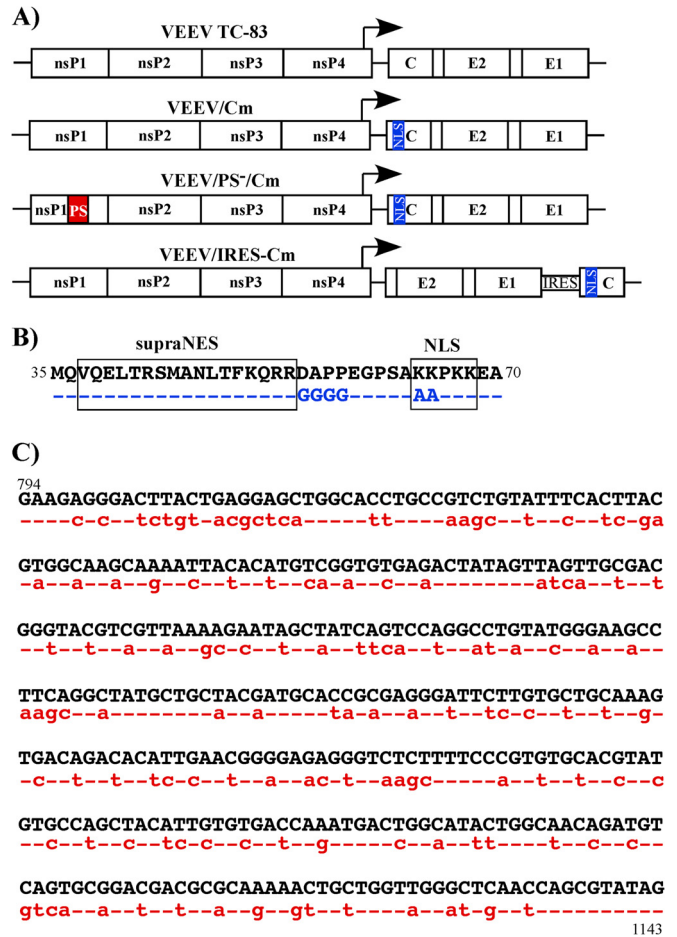 A)
VEEV TC-83
nsP1 nsP2 nsP3 nsP4 C E2 E1
VEEV/Cm
nsP1 nsP2 nsP3 nsP4 NLS C E2 E1
VEEV/PS⁻/Cm
nsP1 PS nsP2 nsP3 nsP4 NLS C E2 E1
VEEV/IRES-Cm
nsP1 nsP2 nsP3 nsP4 E2 E1 IRES NLS C
B)
supraNES NLS
35 MQVQELTRSMANLTFKQRRDAPPEGPSAKKPKKEA 70
-------------------GGGG-----AA-----
C)
794
GAAGAGGGACTTACTGAGGAGCTGGCACCTGCCGTCTGTATTTCACTTAC
----c-c--tctgt-acgctca-----tt----aagc--t--c--tc-ga
GTGGCAAGCAAAATTACACATGTCGGTGTGAGACTATAGTTAGTTGCGAC
-a--a--a--g--c--t--t--ca-a--c--a--------atca--t--t
GGGTACGTCGTTAAAAGAATAGCTATCAGTCCAGGCCTGTATGGGAAGCC
--t--t--a--a--gc-c--t--a--ttca--t--at-a--c--a--a--
TTCAGGCTATGCTGCTACGATGCACCGCGAGGGATTCTTGTGCTGCAAAG
aagc--a--------a--a-----ta-a--a--t--tc-c--t--t--g-
TGACAGACACATTGAACGGGGAGAGGGTCTCTTTTCCCGTGTGCACGTAT
-c--t--t--tc-c--t--a--ac-t--aagc-----a--t--t--c--c
GTGCCAGCTACATTGTGTGACCAAATGACTGGCATACTGGCAACAGATGT
--c--t--c--tc-c--c--t--g-----c--a--tt----t--c--c--
CAGTGCGGACGACGCGCAAAAACTGCTGGTTGGGCTCAACCAGCGTATAG
gtca--a--t--t--a--g--gt--t----a--at-g--t----------
1143